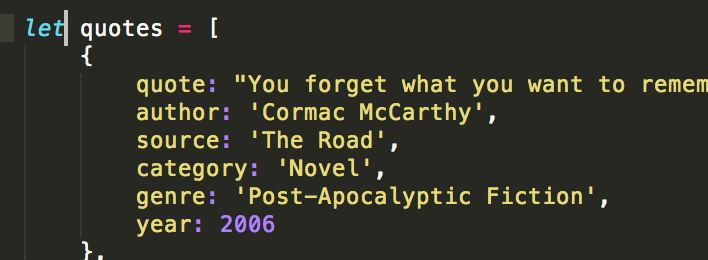 let quotes = [
{
quote: "You forget what you want to remem
author: 'Cormac McCarthy',
source: 'The Road',
category: 'Novel',
genre: 'Post-Apocalyptic Fiction',
year: 2006
},